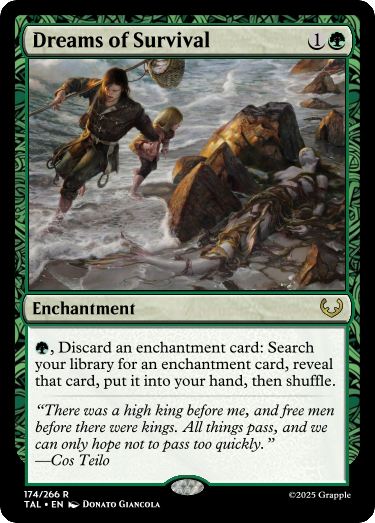 Dreams of Survival 1
Enchantment
, Discard an enchantment card: Search
your library for an enchantment card, reveal
that card, put it into your hand, then shuffle.
“There was a high king before me, and free men
before there were kings. All things pass, and we
can only hope not to pass too quickly.”
—Cos Teilo
174/266 R
TAL • EN Donato Giancola
©2025 Grapple